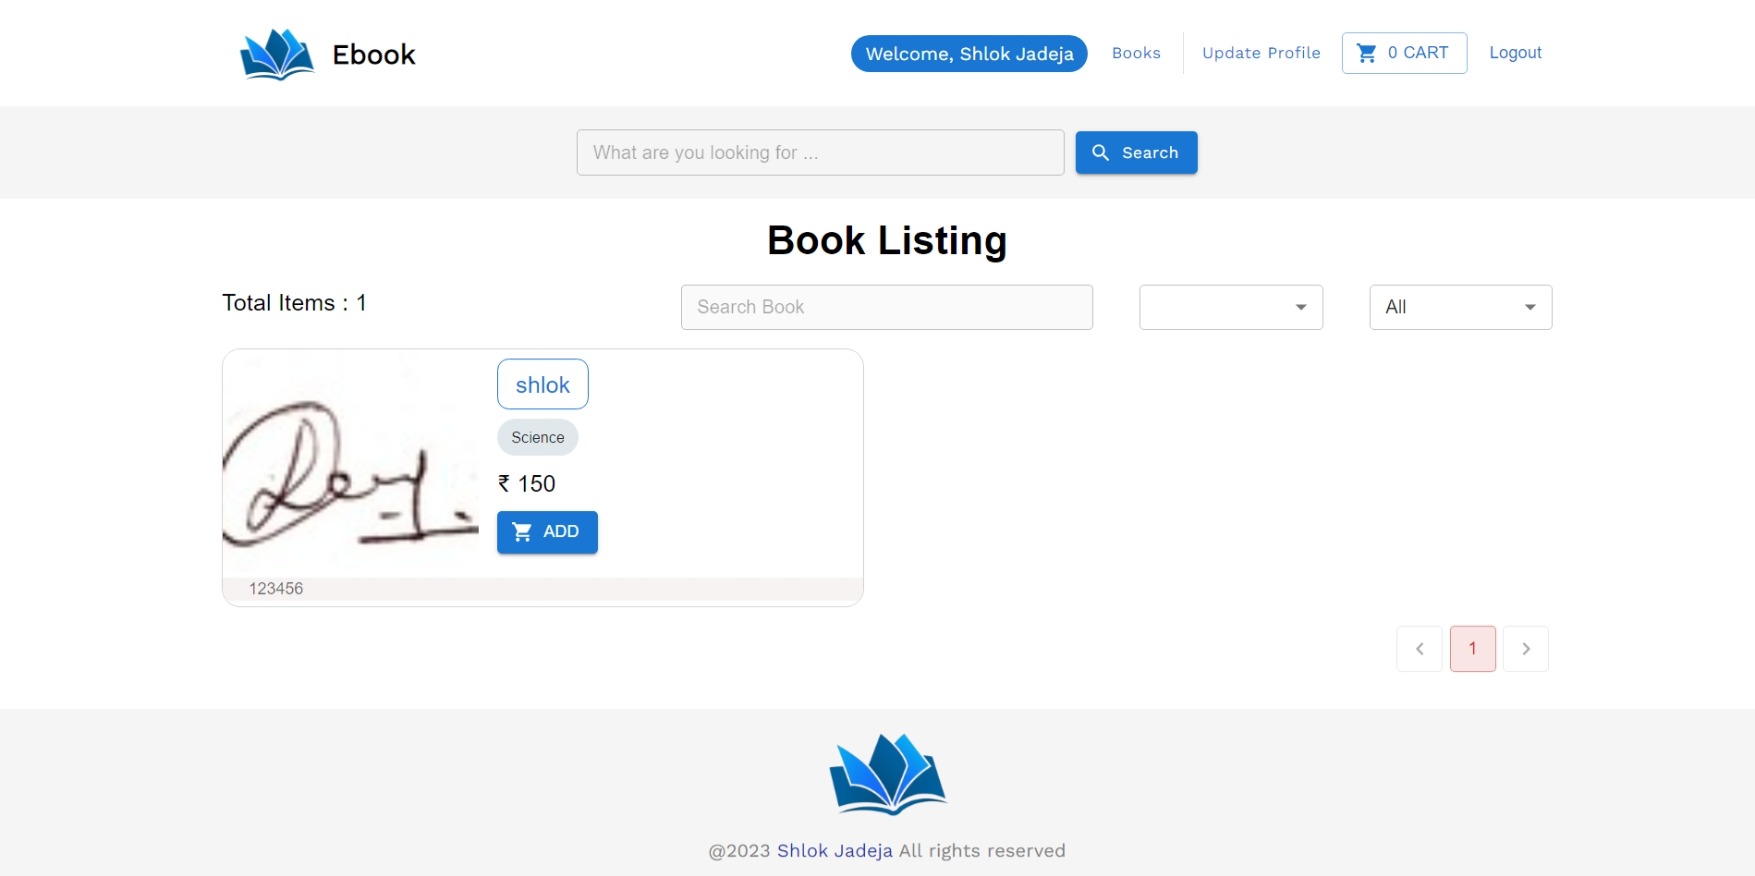 Ebook
Welcome, Shlok Jadeja
Books
Update Profile
0 CART
Logout
What are you looking for ...
Search
Book Listing
Total Items : 1
Search Book
All
shlok
Science
₹ 150
ADD
123456
1
@2023 Shlok Jadeja All rights reserved